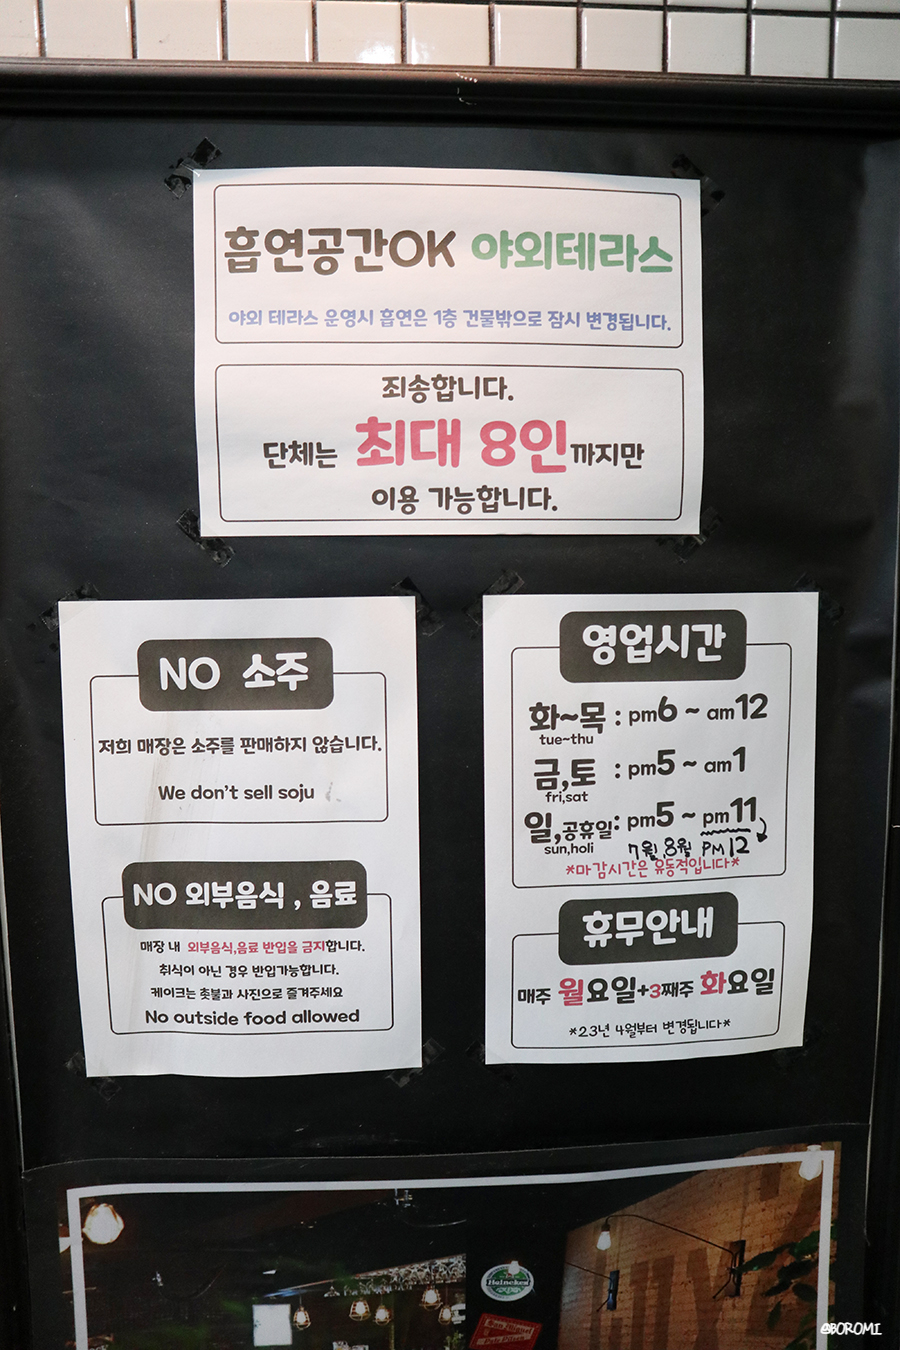 흡연공간OK 야외테라스
야외 테라스 운영시 흡연은 1층 건물밖으로 잠시 변경됩니다.
죄송합니다.
단체는 최대 8인까지만
이용 가능합니다.
NO 소주
저희 매장은 소주를 판매하지 않습니다.
We don't sell soju
NO 외부음식, 음료
매장 내 외부음식,음료 반입을 금지합니다.
취식이 아닌 경우 반입가능합니다.
케이크는 촛불과 사진으로 즐겨주세요
No outside food allowed
영업시간
화~목 : pm6 ~ am12
tue~thu
금,토 : pm5 ~ am1
fri,sat
일,공휴일: pm5 ~ pm11
sun,holi
7월,8월 PM 12
*마감시간은 유동적입니다*
휴무안내
매주 월요일+3째주 화요일
*23년 4월부터 변경됩니다*
Heineken
@BOROMI